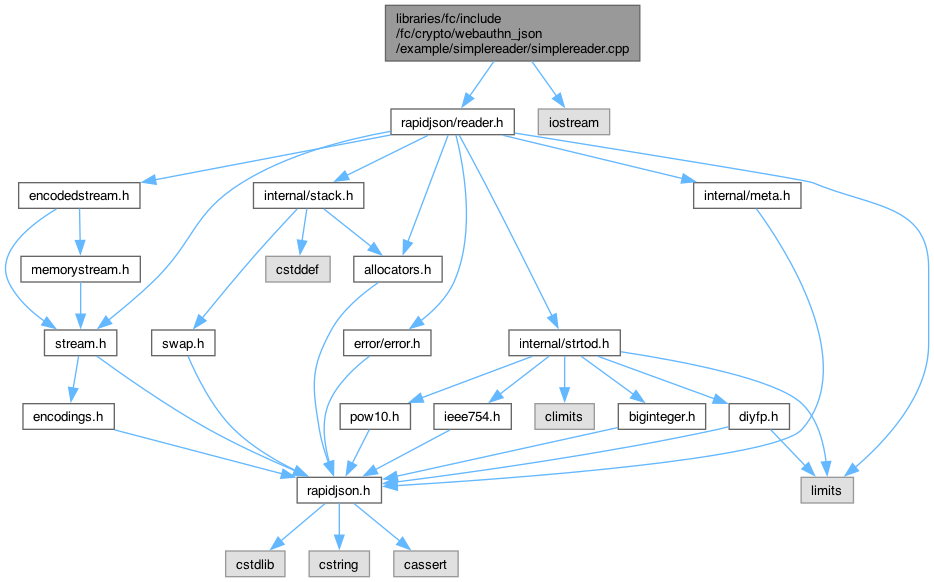 libraries/fc/include
/fc/crypto/webauthn_json
/example/simplereader/simplereader.cpp
rapidjson/reader.h
iostream
encodedstream.h
internal/stack.h
internal/meta.h
memorystream.h
cstddef
allocators.h
stream.h
swap.h
error/error.h
internal/strtod.h
encodings.h
pow10.h
ieee754.h
climits
biginteger.h
diyfp.h
rapidjson.h
limits
cstdlib
cstring
cassert